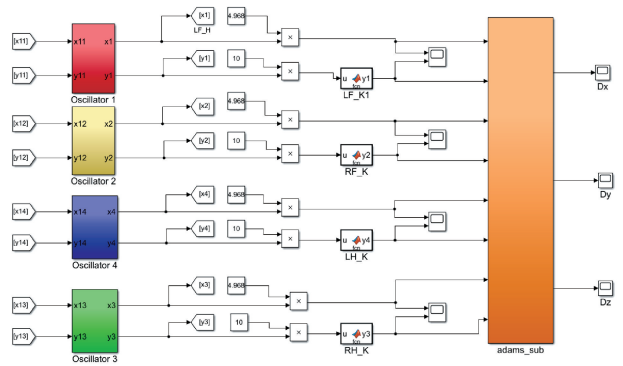 [x11] x11 x1 [x1] 4.968 ×
LF_H
[y11] y11 y1 [y1] 10 × u y1
fcn
Oscillator 1 LF_K1
Dx
[x12] x12 x2 [x2] 4.968 ×
[y12] y12 y2 [y2] 10 × u y2
fcn
Oscillator 2 RF_K
Dy
[x14] x14 x4 [x4] 4.968 ×
[y14] y14 y4 [y4] 10 × u y4
fcn
Oscillator 4 LH_K
[x13] x13 x3 [x3] 4.968 ×
Dz
[y13] y13 y3 [y3] 10 × u y3
fcn
Oscillator 3 RH_K
adams_sub